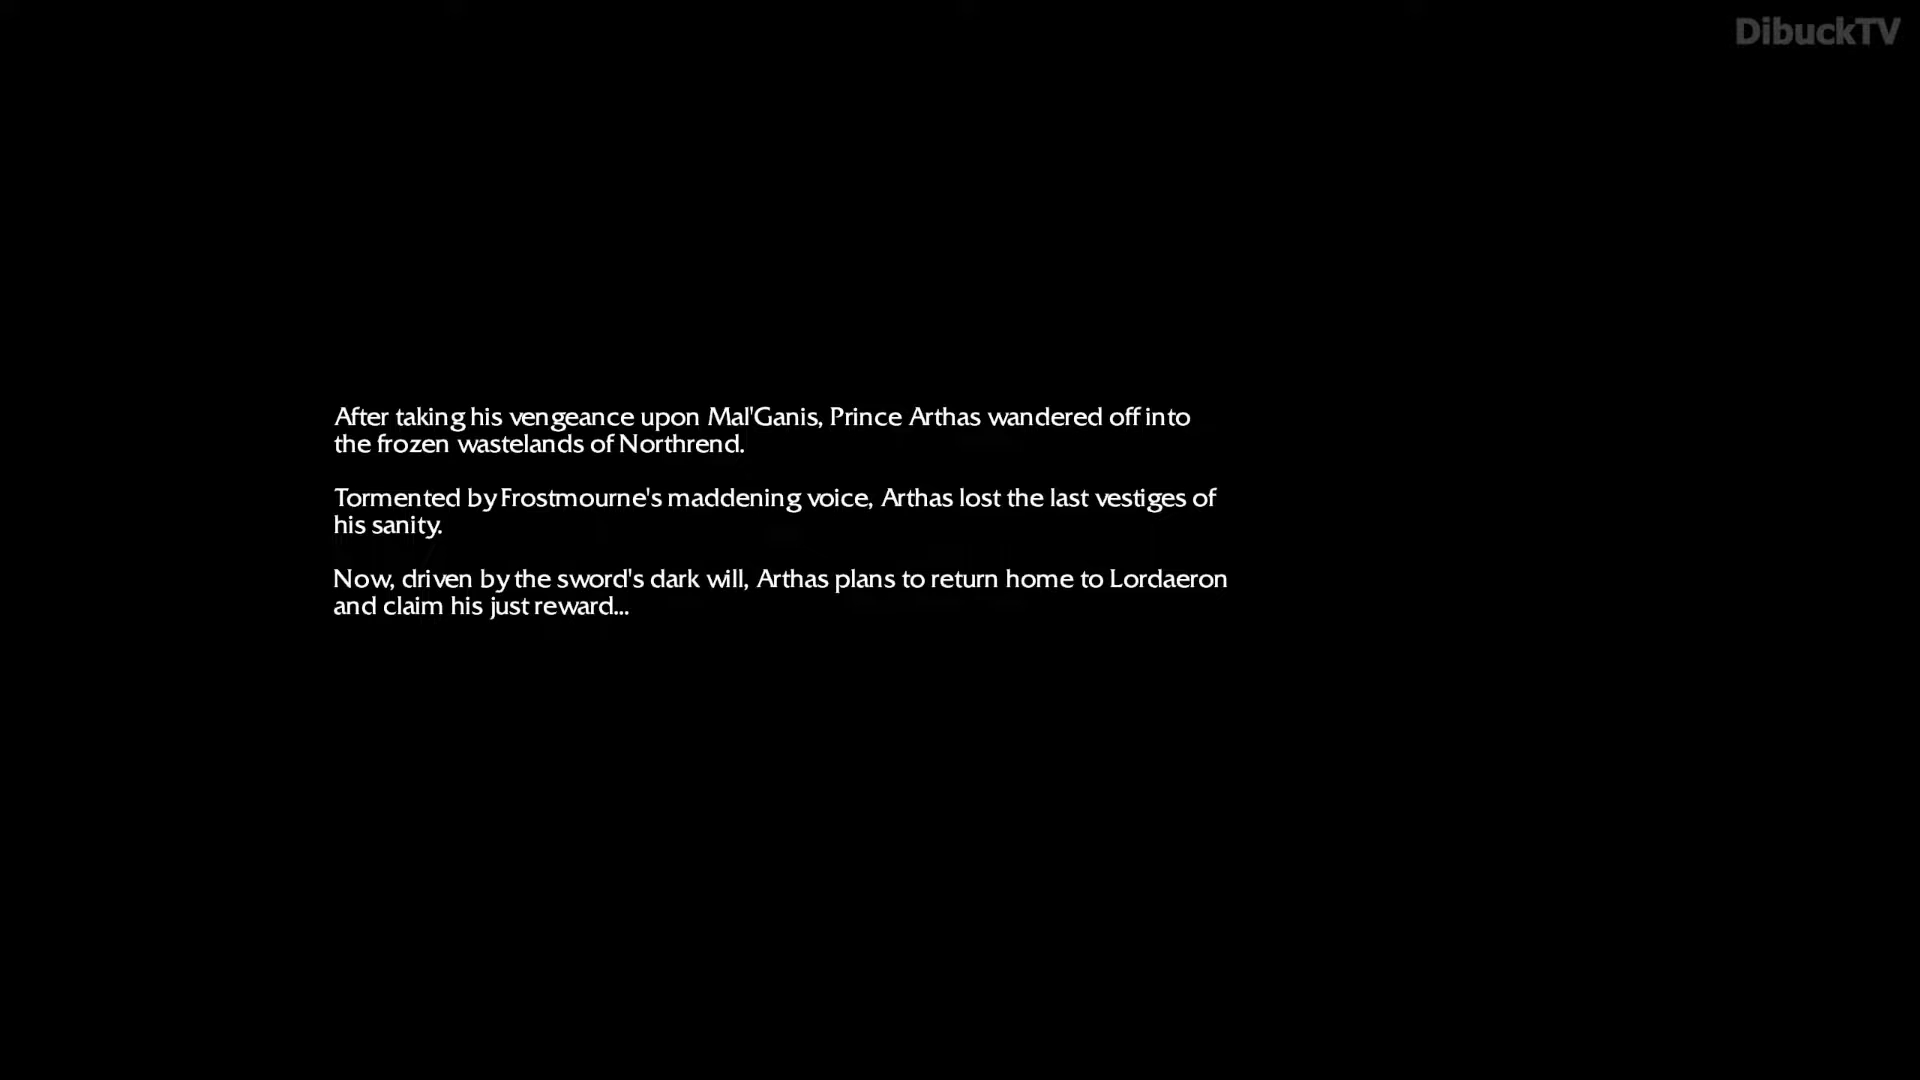 DibuckTV
After taking his vengeance upon Mal'Ganis, Prince Arthas wandered off into
the frozen wastelands of Northrend.
Tormented by Frostmourne's maddening voice, Arthas lost the last vestiges of
his sanity.
Now, driven by the sword's dark will, Arthas plans to return home to Lordaeron
and claim his just reward...